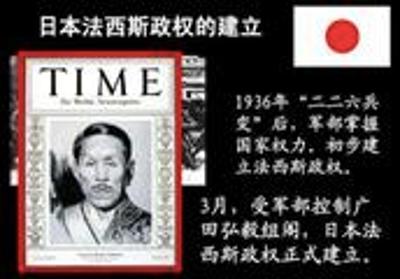 日本法西斯政权的建立
TIME
1936年“二二六兵
变”后，军部掌握
国家权力，初步建
立法西斯政权。
3月，受军部控制广
田弘毅组阁，日本法
西斯政权正式建立。